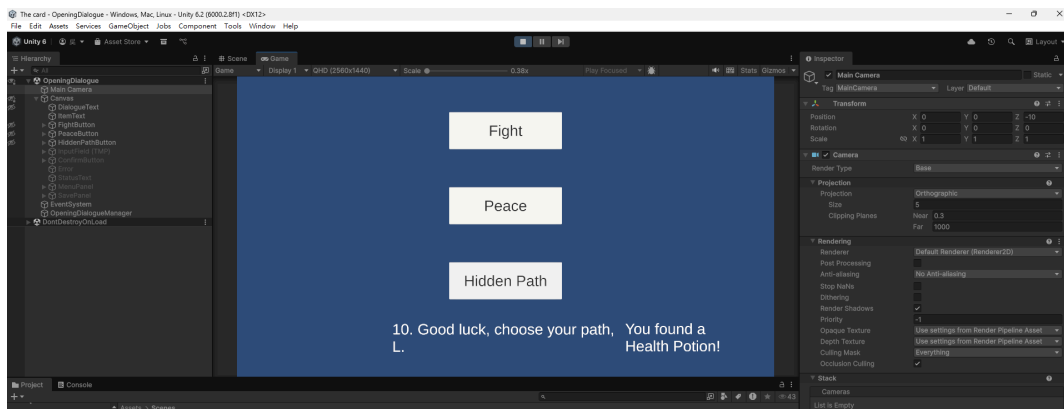 The card - OpeningDialogue - Windows, Mac, Linux - Unity 6.2 (6000.2.8f1) <DX12>
File Edit Assets Services GameObject Jobs Component Tools Window Help
Unity 6 Asset Store
Layout
Hierarchy
Scene Game
Inspector
All
Game Display 1 QHD (2560x1440) Scale 0.38x Play Focused Stats Gizmos
OpeningDialogue
Main Camera
Canvas
DialogueText
ItemText
FightButton
PeaceButton
HiddenPathButton
InputField (TMP)
ConfirmButton
Error
StatusText
MenuPanel
SavePanel
EventSystem
OpeningDialogueManager
DontDestroyOnLoad
Fight
Peace
Hidden Path
10. Good luck, choose your path,
L.
You found a
Health Potion!
Main Camera Static
Tag MainCamera Layer Default
Transform
Position X 0 Y 0 Z -10
Rotation X 0 Y 0 Z 0
Scale X 1 Y 1 Z 1
Camera
Render Type Base
Projection
Projection Orthographic
Size 5
Clipping Planes Near 0.3
Far 1000
Rendering
Renderer Default Renderer (Renderer2D)
Post Processing
Anti-aliasing No Anti-aliasing
Stop NaNs
Dithering
Render Shadows
Priority -1
Opaque Texture Use settings from Render Pipeline Asset
Depth Texture Use settings from Render Pipeline Asset
Culling Mask Everything
Occlusion Culling
Stack
Cameras
List is Empty
Project Console
43
Assets > Scenes